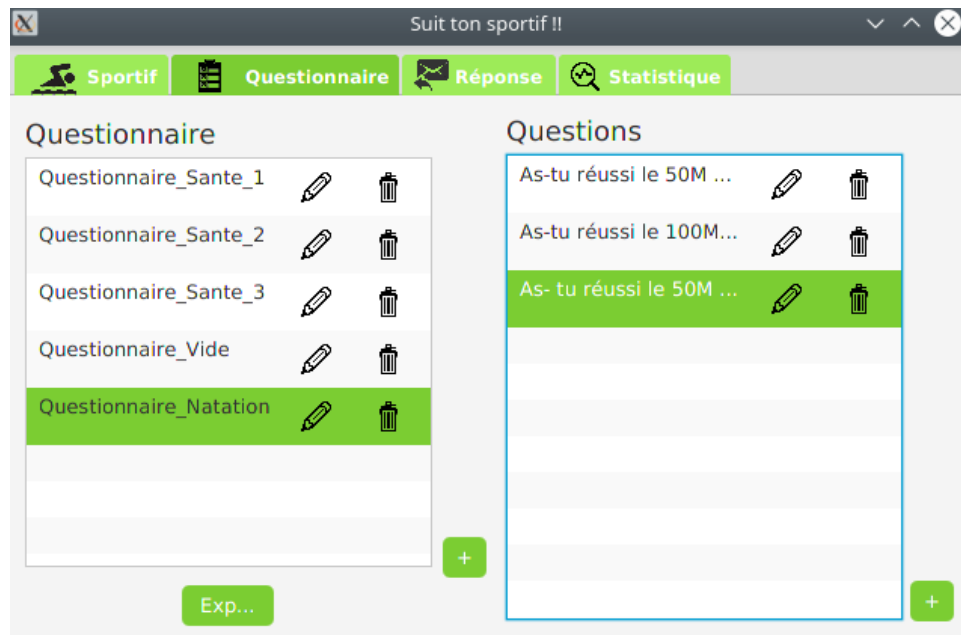 Suit ton sportif !!
Sportif
Questionnaire
Réponse
Statistique
Questionnaire
Questionnaire_Sante_1
Questionnaire_Sante_2
Questionnaire_Sante_3
Questionnaire_Vide
Questionnaire_Natation
+
Exp...
Questions
As-tu réussi le 50M ...
As-tu réussi le 100M...
As- tu réussi le 50M ...
+